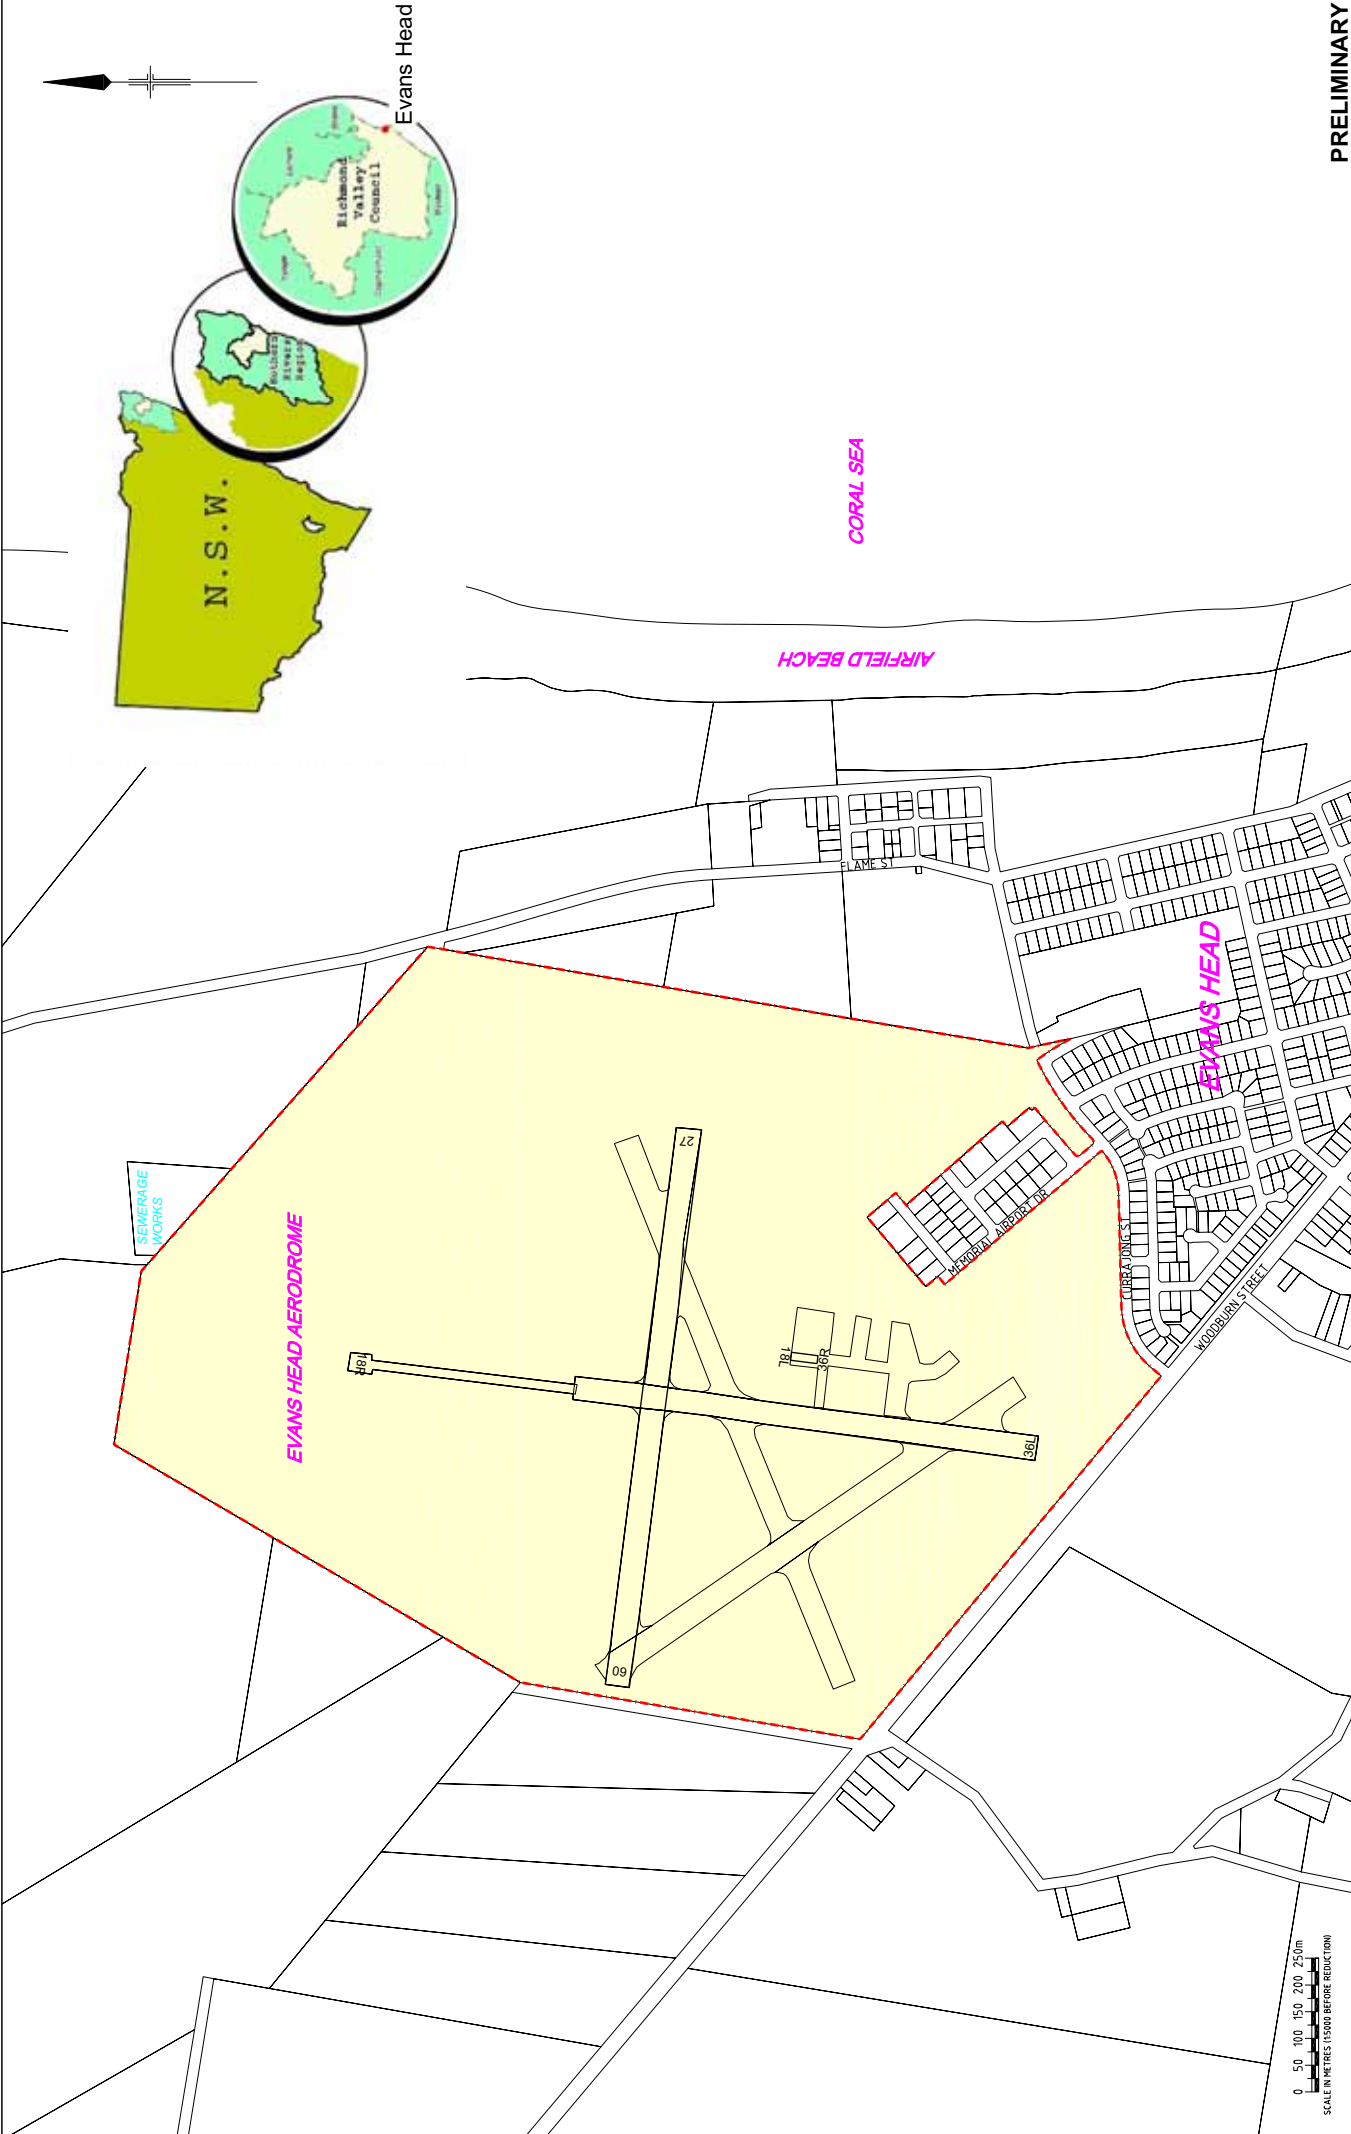 PRELIMINARY
Evans Head
Richmond
Valley
Council
Rivers
Region
N.S.W.
CORAL SEA
AIRFIELD BEACH
FLAME ST
EVANS HEAD
SEWERAGE
WORKS
EVANS HEAD AERODROME
27
18R
18L
36R
36L
09
MEMORIAL AIRPORT DR
CURRAJONG ST
WOODBURN STREET
0 50 100 150 200 250m
SCALE IN METRES (1:5000 BEFORE REDUCTION)